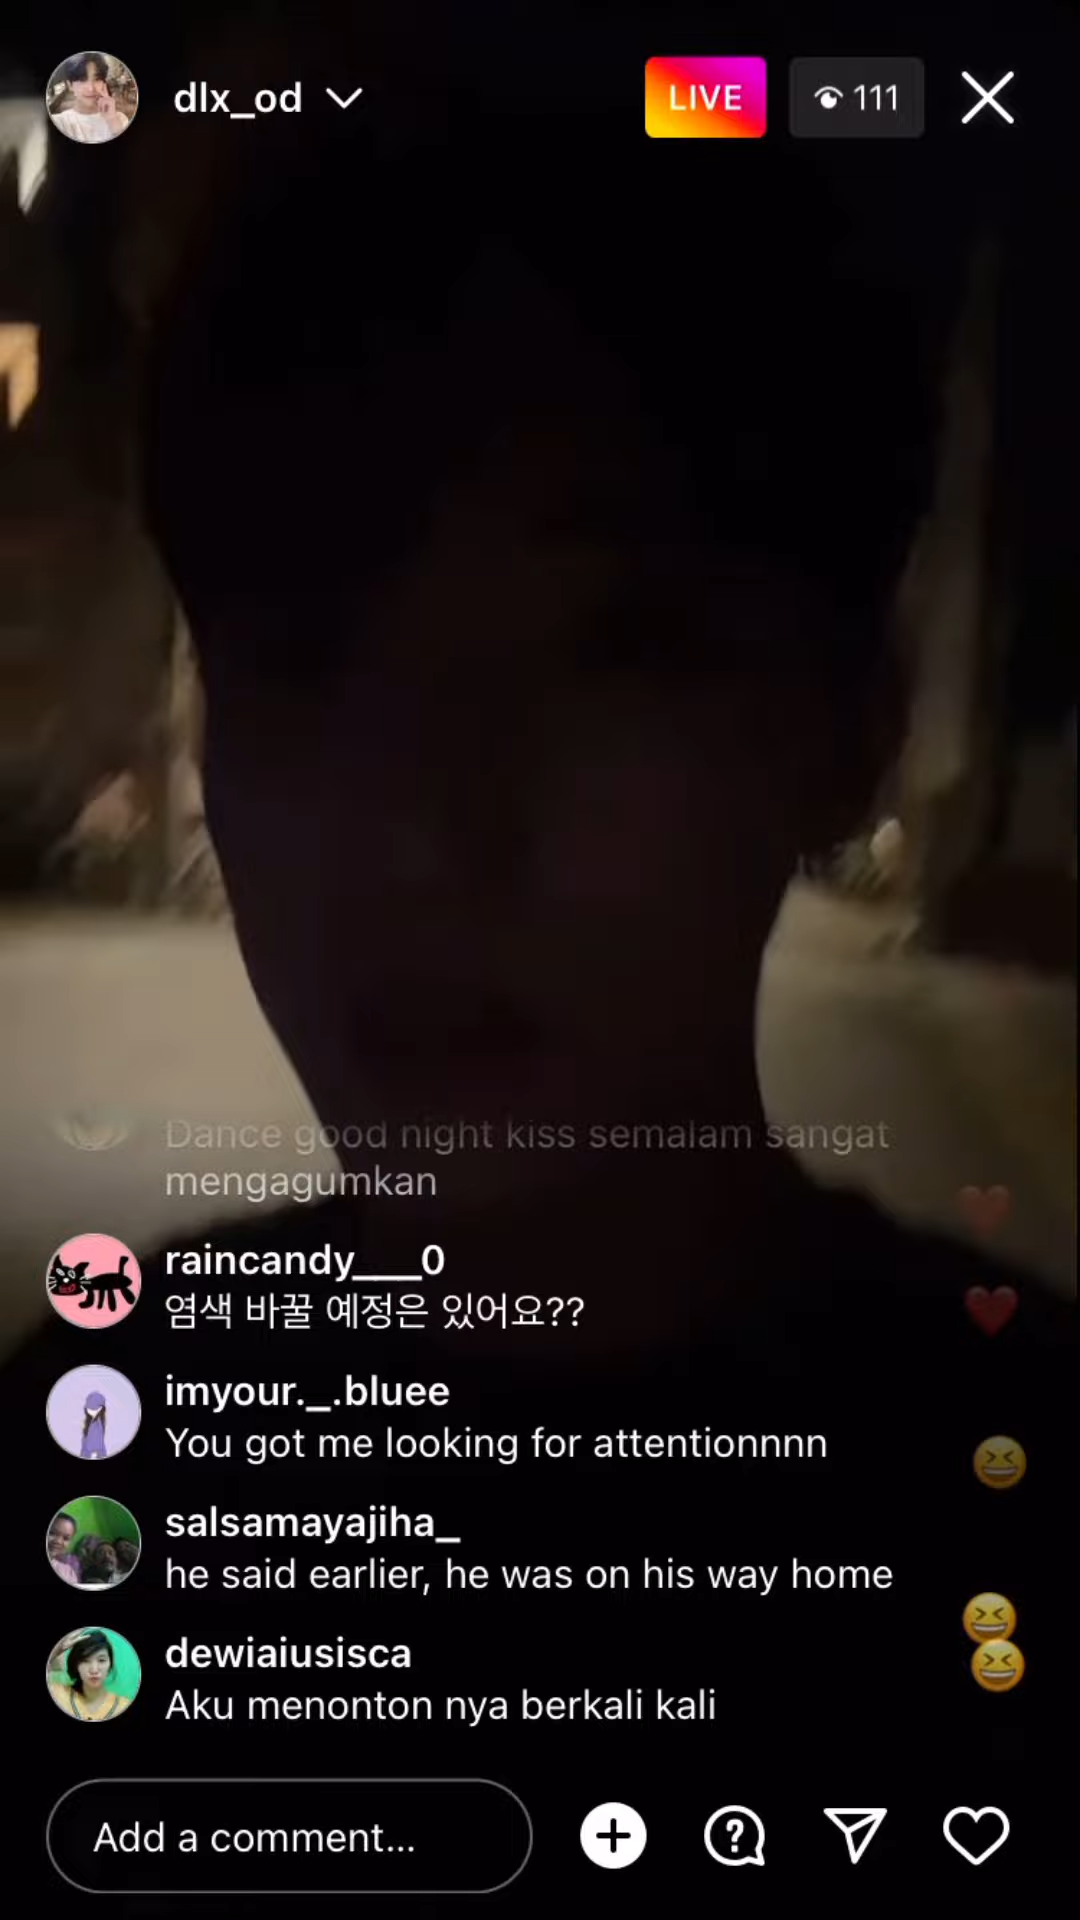 dlx_od
LIVE
111
Dance good night kiss semalam sangat
mengagumkan
raincandy___0
염색 바꿀 예정은 있어요??
imyour._.bluee
You got me looking for attentionnnn
salsamayajiha_
he said earlier, he was on his way home
dewiaiusisca
Aku menonton nya berkali kali
Add a comment...